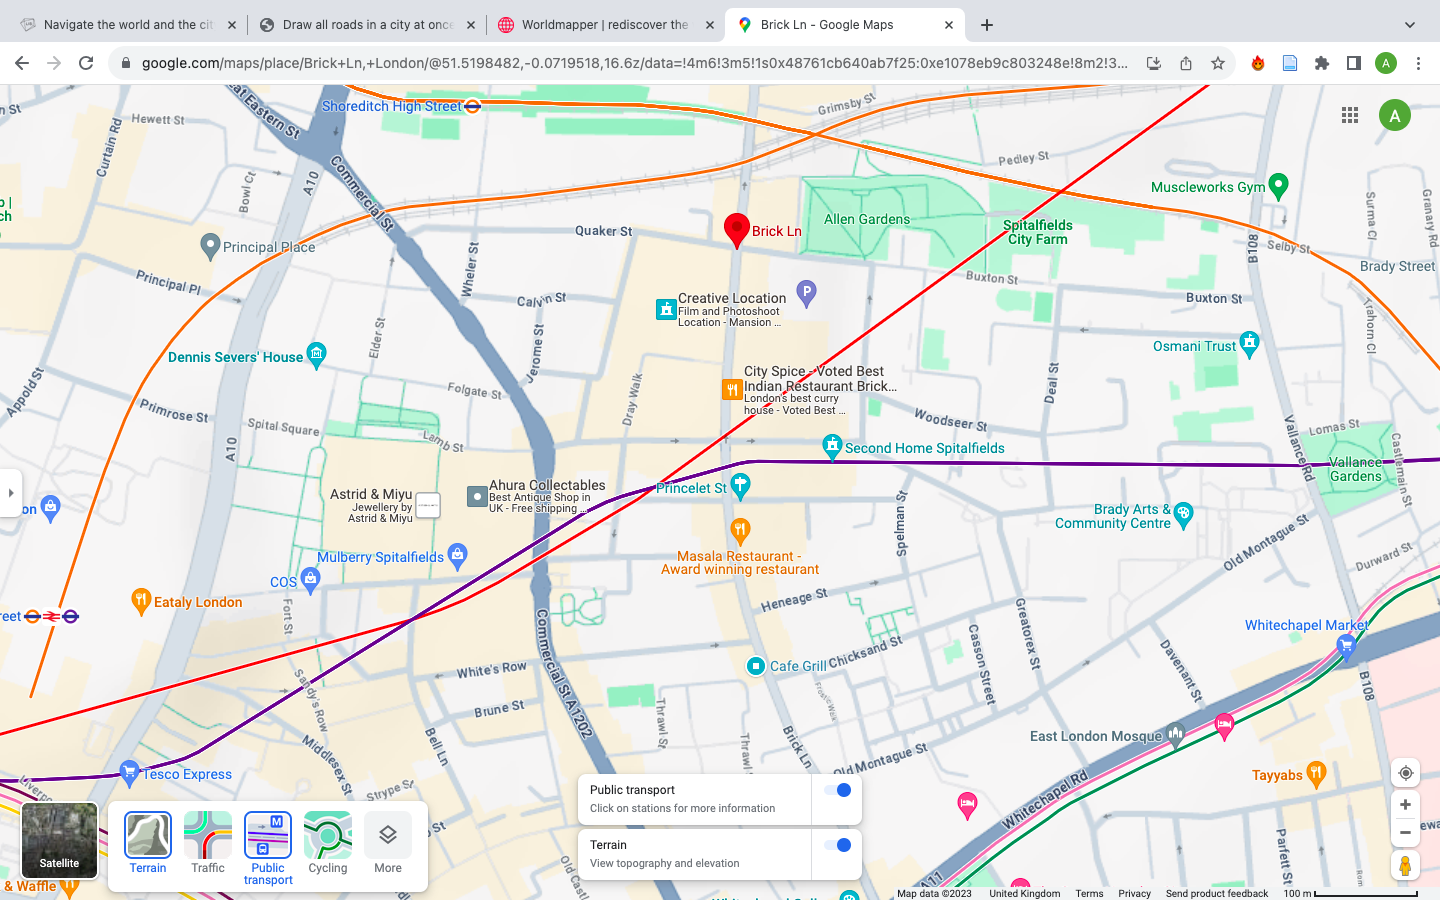 Navigate the world and the cit
Draw all roads in a city at once
Worldmapper | rediscover the
Brick Ln - Google Maps
google.com/maps/place/Brick+Ln,+London/@51.5198482,-0.0719518,16.6z/data=!4m6!3m5!1s0x48761cb640ab7f25:0xe1078eb9c803248e!8m2!3...
A
A
Shoreditch High Street
Grimsby St
Hewett St
Eastern St
Curtain Rd
A10
Commercial St
Bowl Ct
Pedley St
Muscleworks Gym
Surma Cl
Granary Rd
Allen Gardens
Spitalfields
City Farm
Brick Ln
Quaker St
B108
Selby St
Principal Place
Wheler St
Brady Street
Principal Pl
Buxton St
Buxton St
Calvin St
Creative Location
Film and Photoshoot
Location - Mansion ...
P
Trahorn Cl
Elder St
Jerome St
Osmani Trust
Dennis Severs' House
Appold St
City Spice - Voted Best
Indian Restaurant Brick...
London's best curry
house - Voted Best ...
Deal St
Folgate St
Dray Walk
Primrose St
Spital Square
Lamb St
Woodseer St
Lomas St
A10
Second Home Spitalfields
Vallance Rd
Castlemain St
Vallance
Gardens
Astrid & Miyu
Jewellery by
Astrid & Miyu
Ahura Collectables
Best Antique Shop in
UK - Free shipping ...
Princelet St
Spelman St
Brady Arts &
Community Centre
Old Montague St
Mulberry Spitalfields
Masala Restaurant -
Award winning restaurant
Durward St
COS
Eataly London
Heneage St
Fort St
Commercial St A1202
Greatorex St
Whitechapel Market
Cason Street
Davenant St
White's Row
Cafe Grill
Chicksand St
B108
Sandy's Row
Brune St
Thrawl St
Brick Ln
Bell Ln
Middlesex St
East London Mosque
Old Montague St
Tesco Express
Tayyabs
Strype St
Whitechapel Rd
Public transport
Click on stations for more information
Terrain
View topography and elevation
Satellite
Terrain
Traffic
M
Public
transport
Cycling
More
& Waffle
Old Cast
A11
Parfett St
Map data ©2023
United Kingdom
Terms
Privacy
Send product feedback
100 m